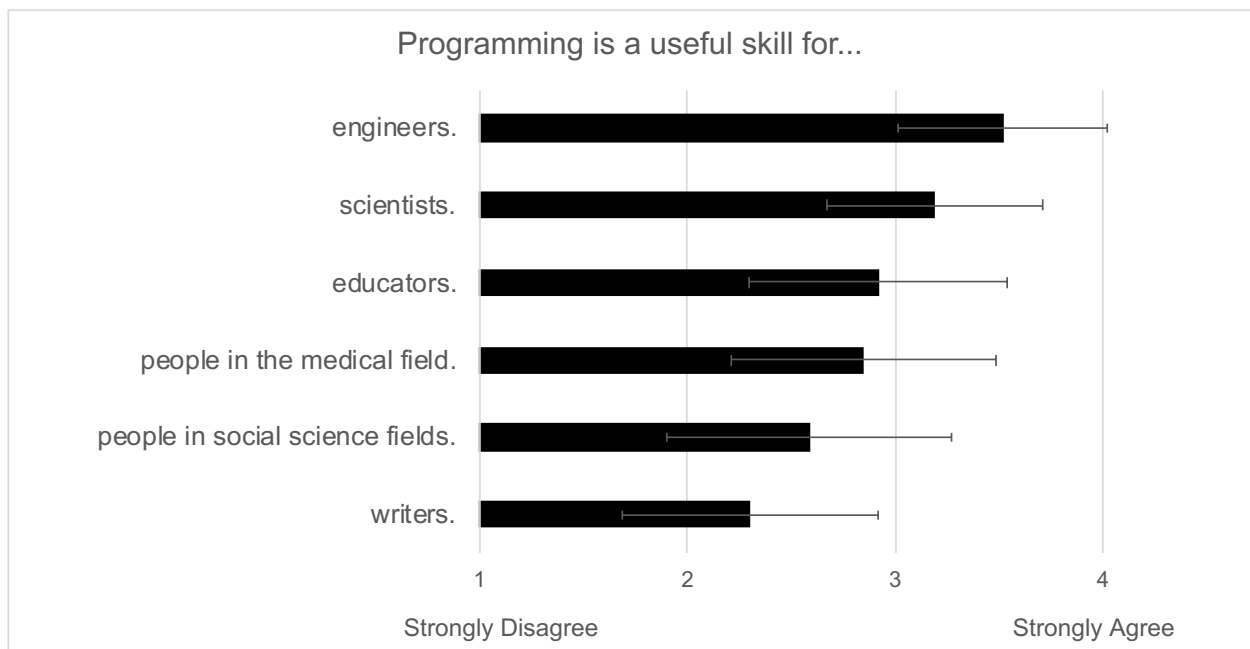 Programming is a useful skill for...
engineers.
scientists.
educators.
people in the medical field.
people in social science fields.
writers.
1 2 3 4
Strongly Disagree Strongly Agree